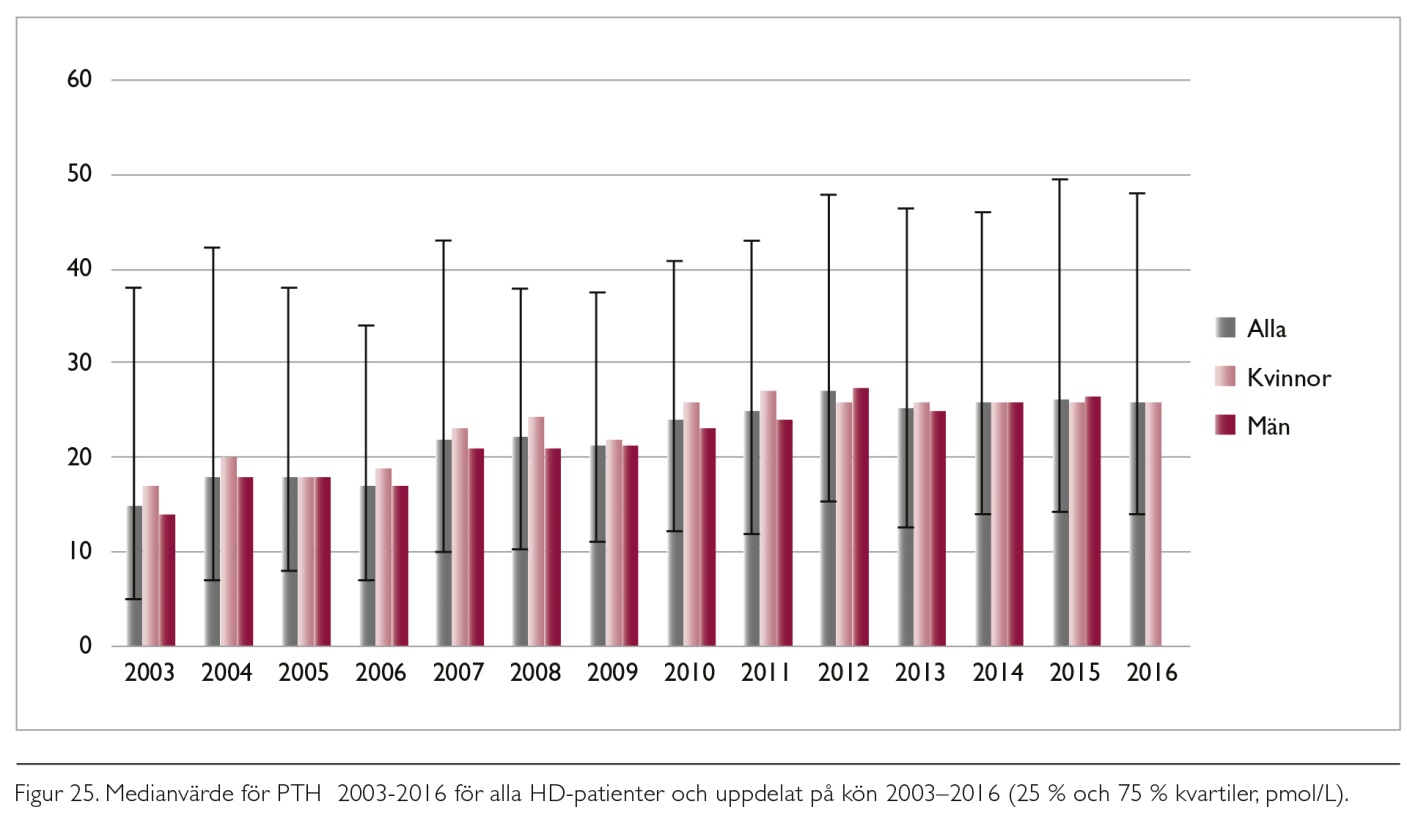 60
50
40
30
20
10
0
2003 2004 2005 2006 2007 2008 2009 2010 2011 2012 2013 2014 2015 2016
Alla
Kvinnor
Män
Figur 25. Medianvärde för PTH 2003-2016 för alla HD-patienter och uppdelat på kön 2003–2016 (25 % och 75 % kvartiler, pmol/L).